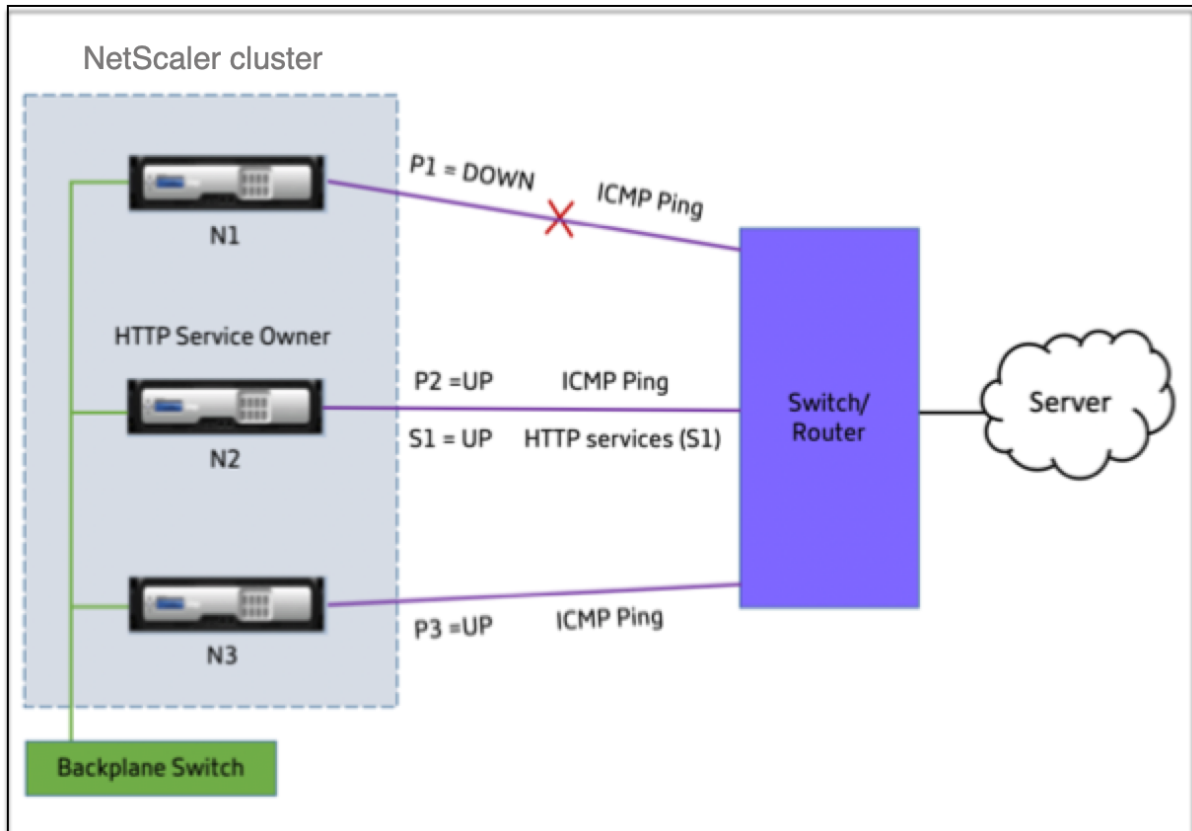 NetScaler cluster
P1 = DOWN
ICMP Ping
N1
HTTP Service Owner
P2 =UP
ICMP Ping
S1 = UP
HTTP services (S1)
N2
Switch/
Router
Server
P3 =UP
ICMP Ping
N3
Backplane Switch